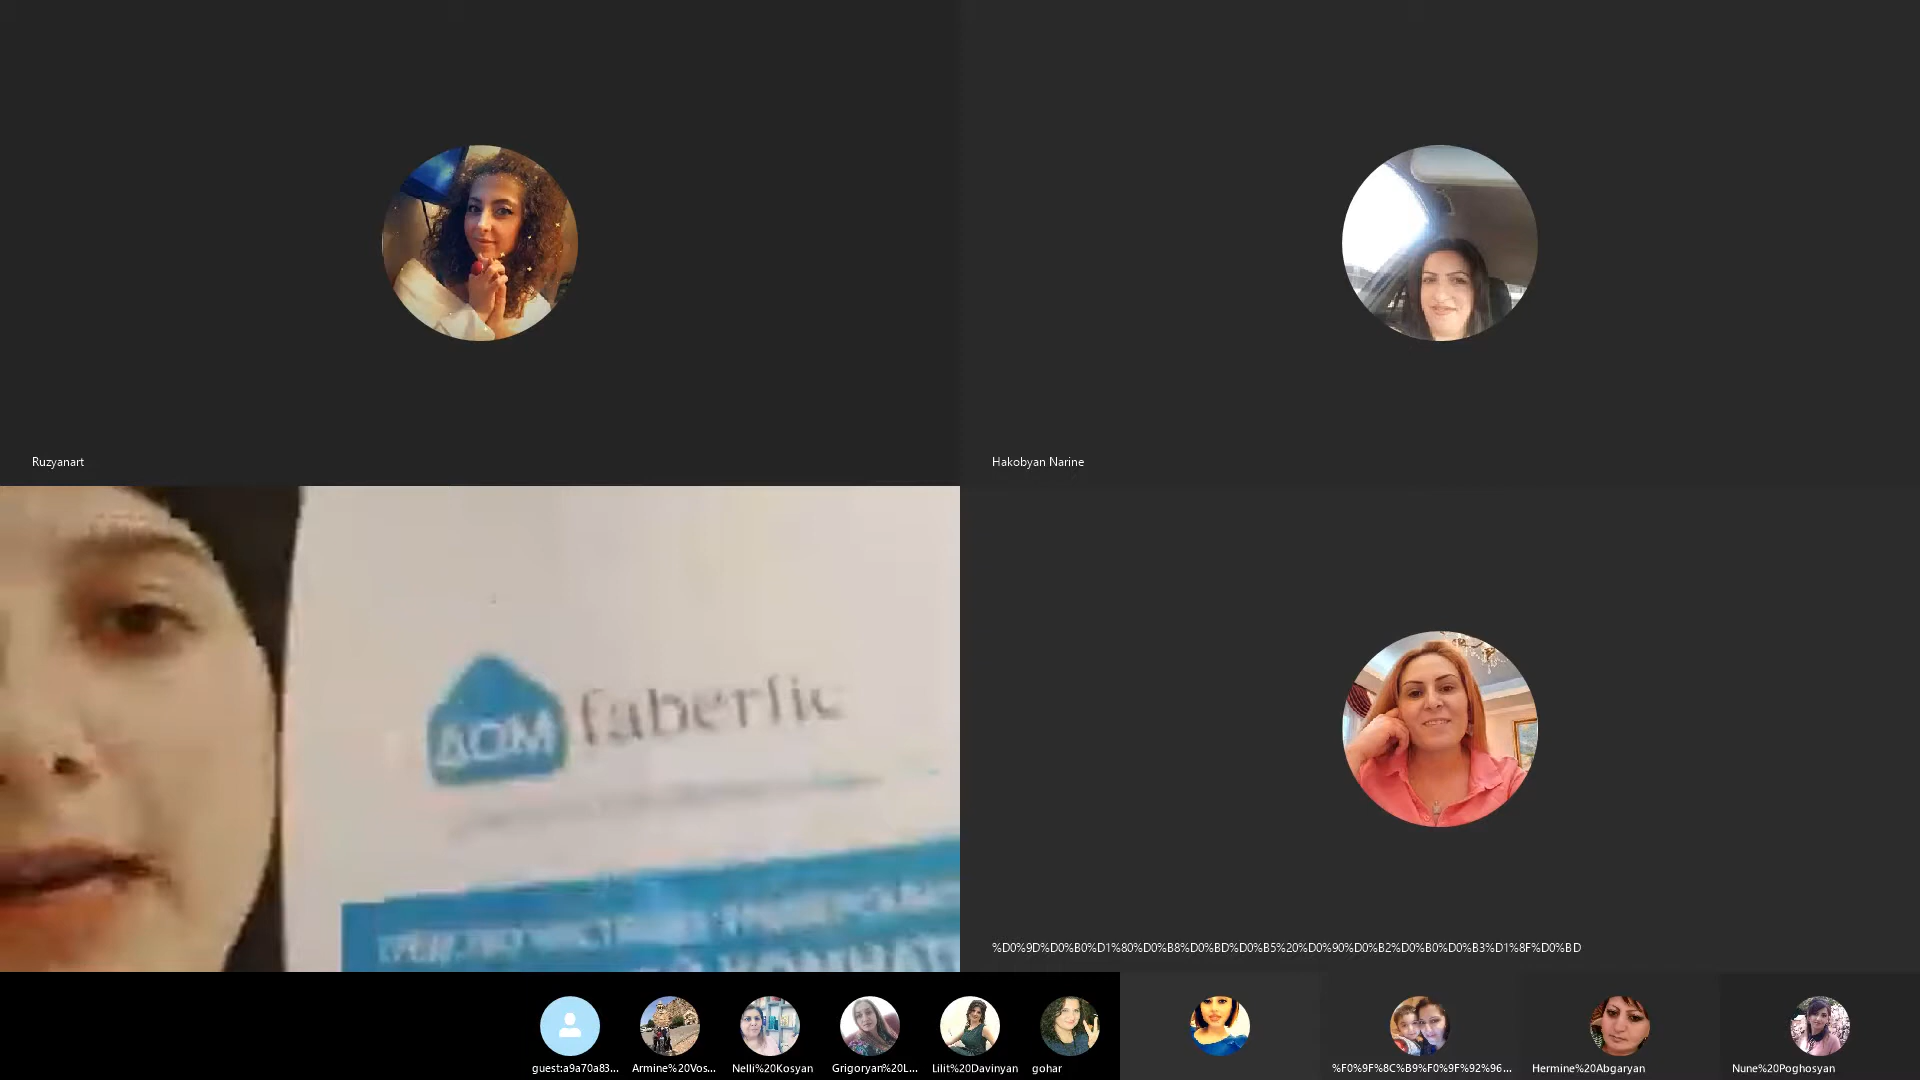 Ruzyanart
Hakobyan Narine
ДОМ faberlic
%D0%9D%D0%B0%D1%80%D0%B8%D0%BD%D0%B5%20%D0%90%D0%B2%D0%B0%D0%B3%D1%8F%D0%BD
guest:a9a70a83...
Armine%20Vos...
Nelli%20Kosyan
Grigoryan%20L...
Lilit%20Davinyan
gohar
%F0%9F%8C%B9%F0%9F%92%96...
Hermine%20Abgaryan
Nune%20Poghosyan